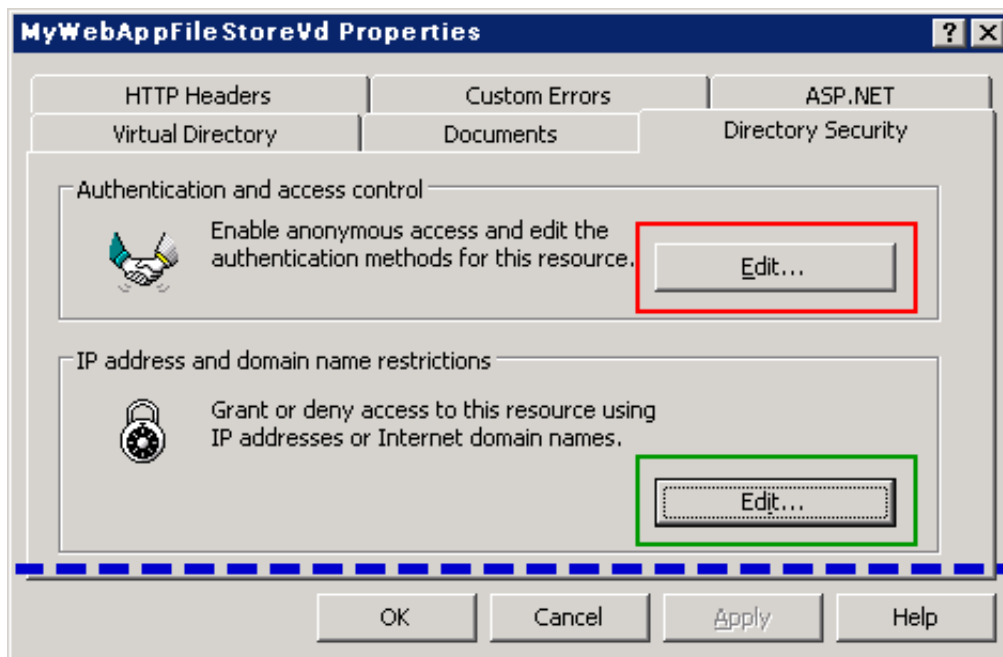 MyWebAppFileStoreVd Properties
HTTP Headers Custom Errors ASP.NET
Virtual Directory Documents Directory Security
Authentication and access control
Enable anonymous access and edit the
authentication methods for this resource.
Edit...
IP address and domain name restrictions
Grant or deny access to this resource using
IP addresses or Internet domain names.
Edit...
OK Cancel Apply Help